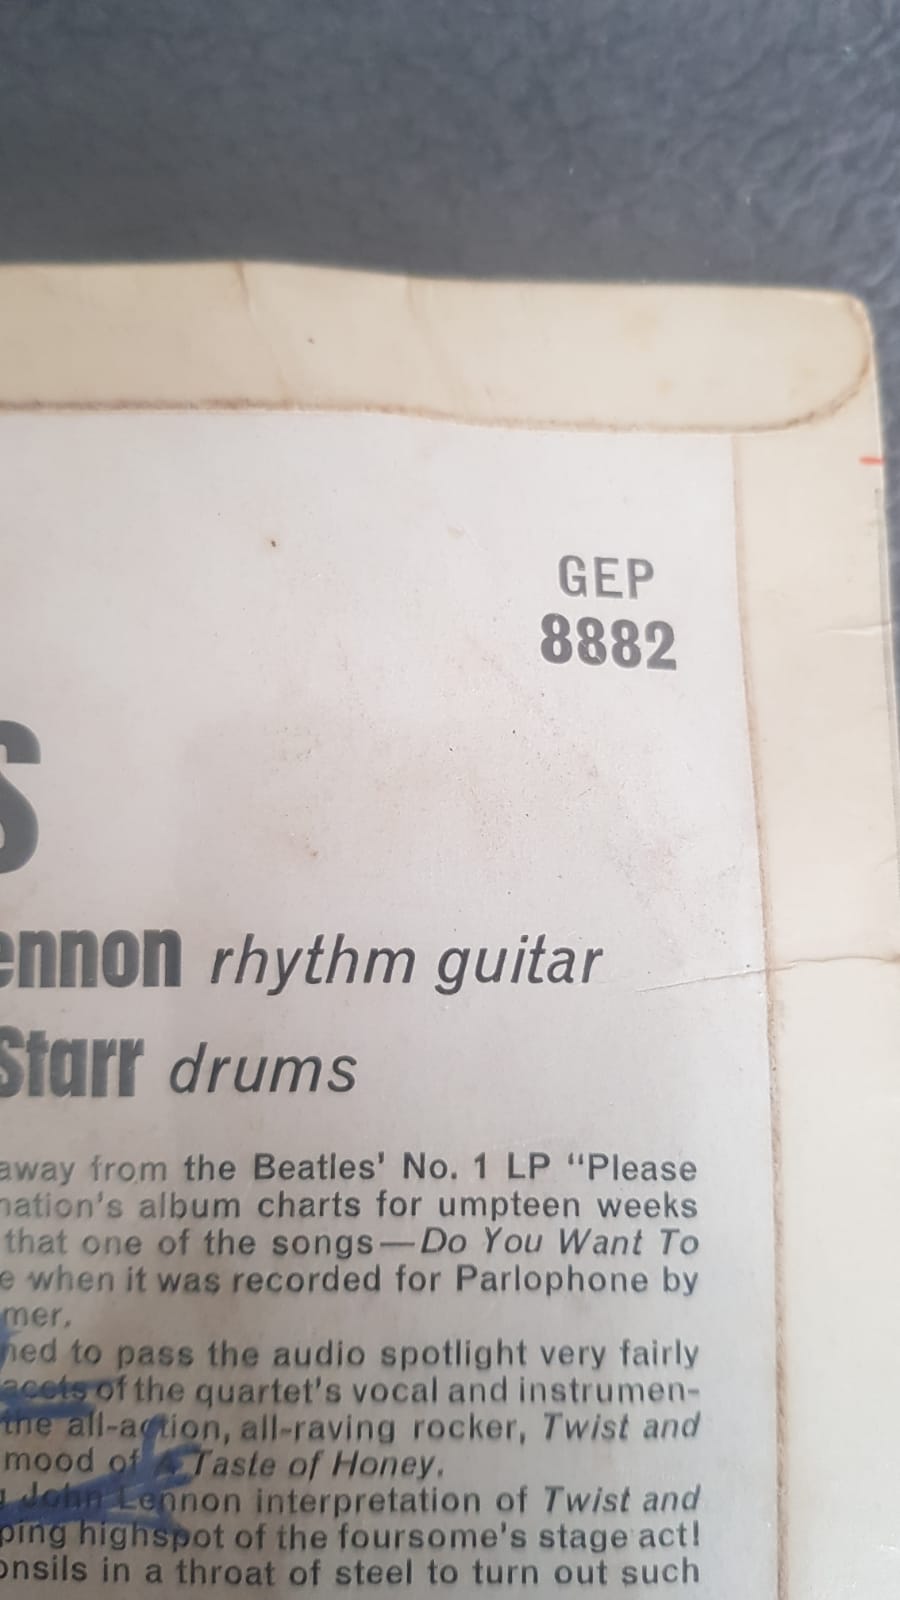 GEP
8882
S
ennon rhythm guitar
Starr drums
away from the Beatles' No. 1 LP “Please
nation's album charts for umpteen weeks
that one of the songs—Do You Want To
e when it was recorded for Parlophone by
mer.
ned to pass the audio spotlight very fairly
acets of the quartet's vocal and instrumen-
the all-action, all-raving rocker, Twist and
mood of A Taste of Honey.
John Lennon interpretation of Twist and
ping highspot of the foursome's stage act!
onsils in a throat of steel to turn out such